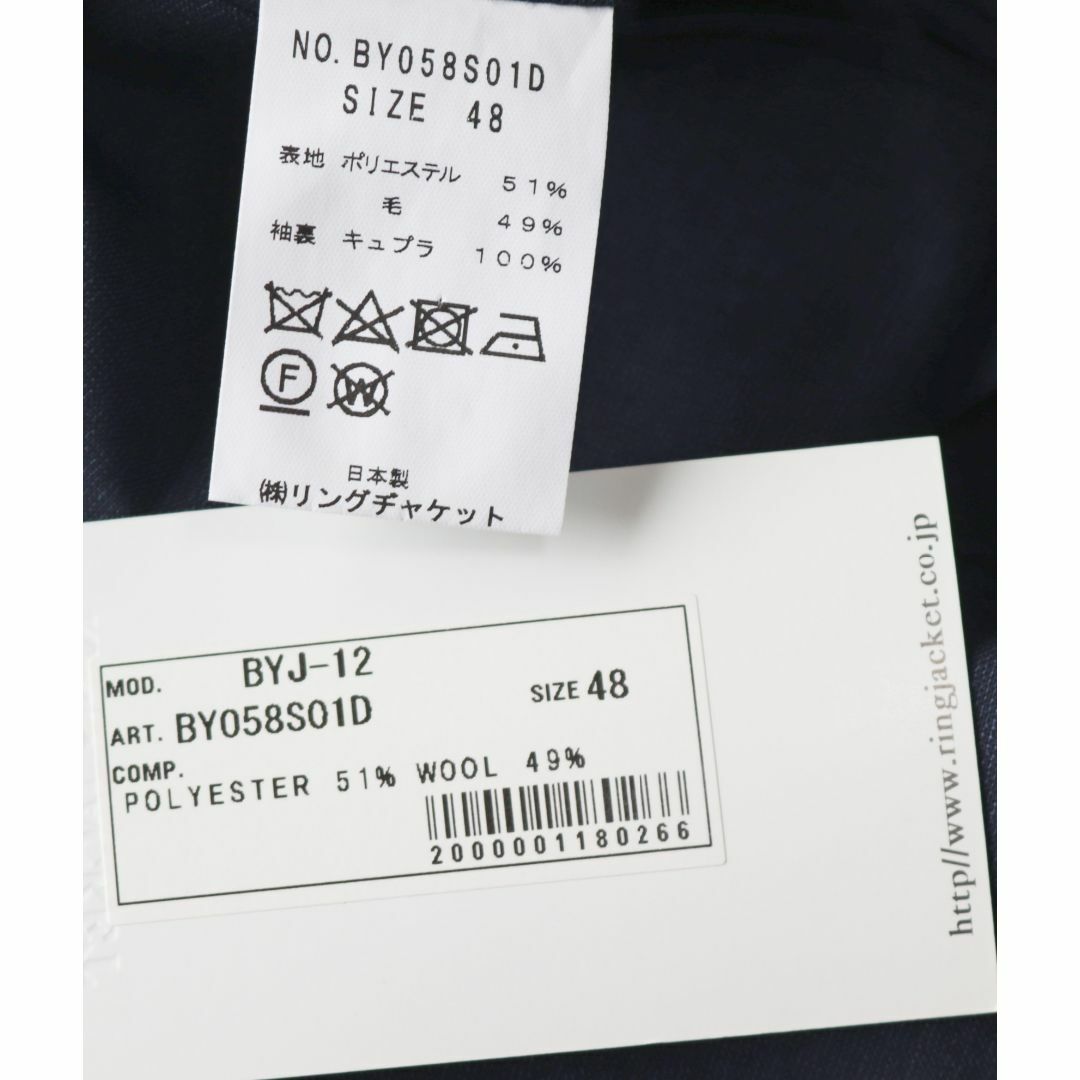 NO. BY058S01D
SIZE 48
表地 ポリエステル 51%
毛 49%
袖裏 キュプラ 100%
F
W
日本製
㈱リングヂャケット
MOD. BYJ-12
ART. BY058S01D
SIZE 48
COMP.
POLYESTER 51% WOOL 49%
2000001180266
http//www.ringjacket.co.jp